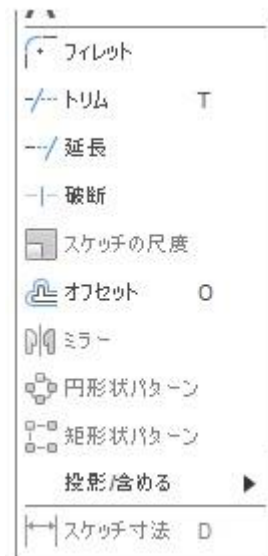 フィレット
トリム T
延長
破断
スケッチの尺度
オフセット O
ミラー
円形状パターン
矩形状パターン
投影/含める
スケッチ寸法 D